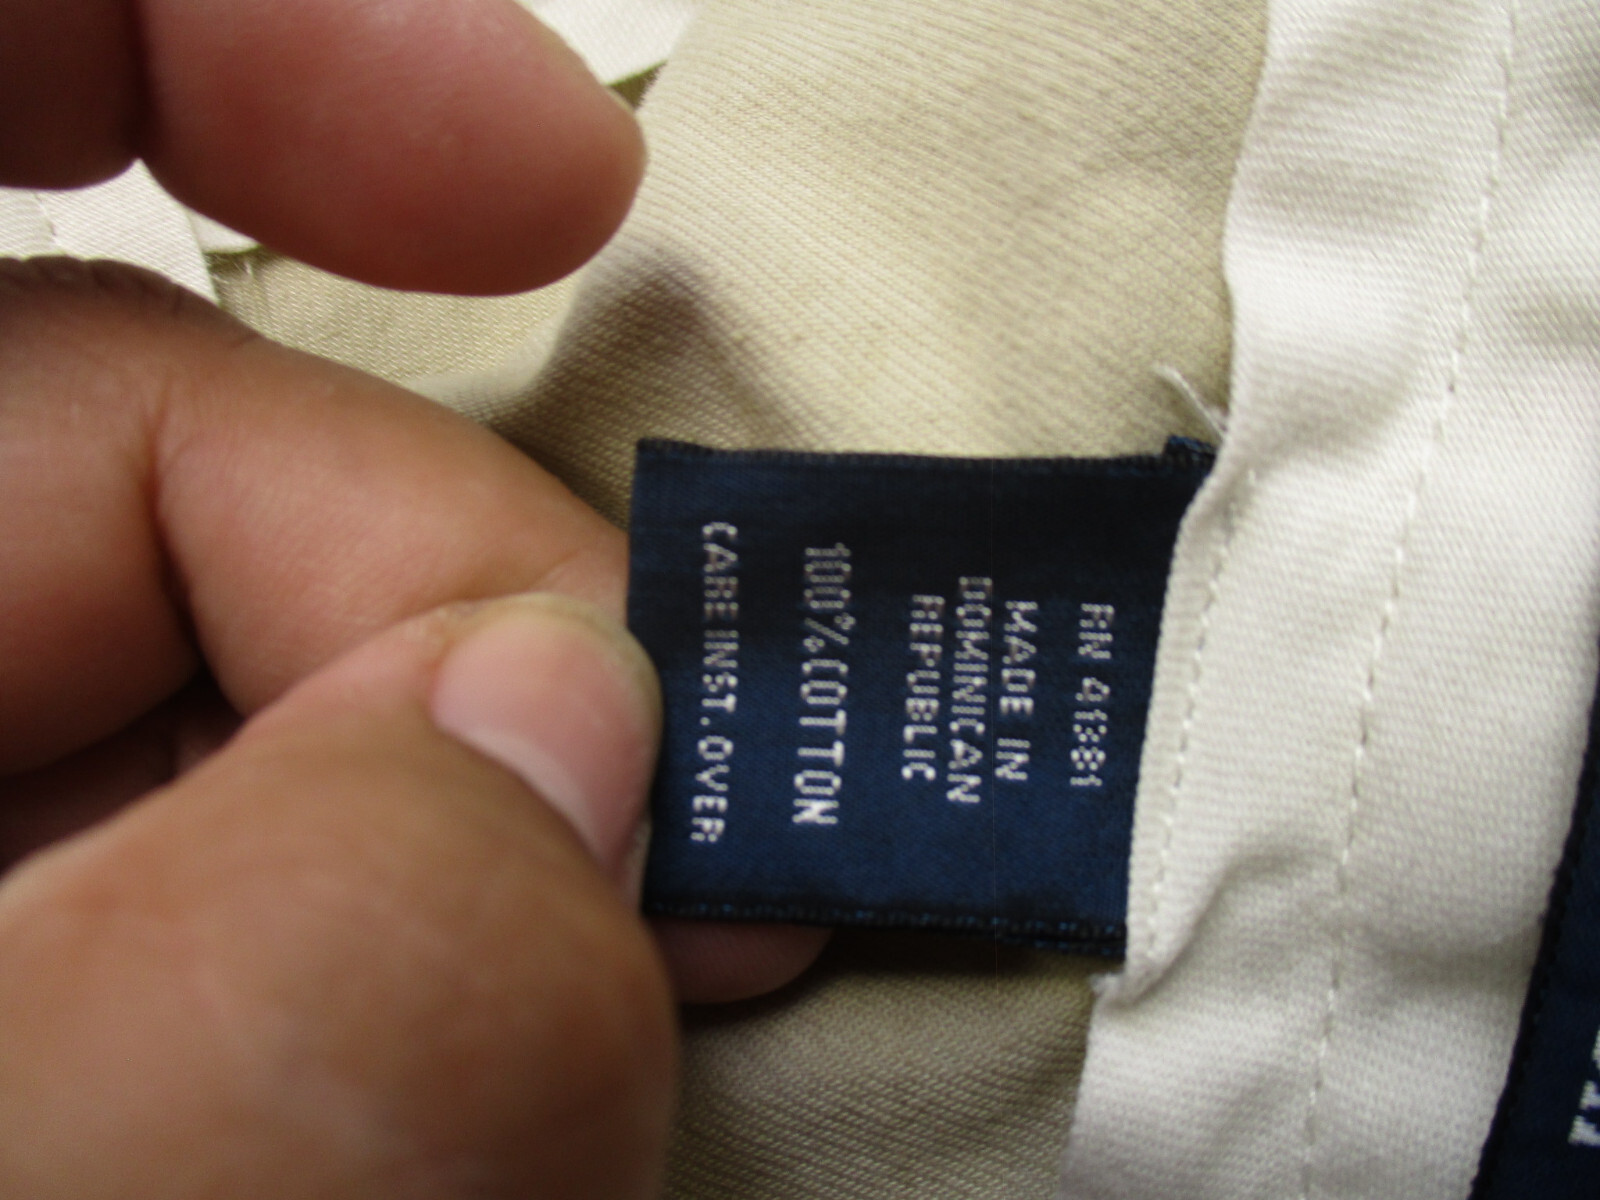 RN 41381
MADE IN
DOMINICAN
REPUBLIC
100% COTTON
CARE INST. OVER